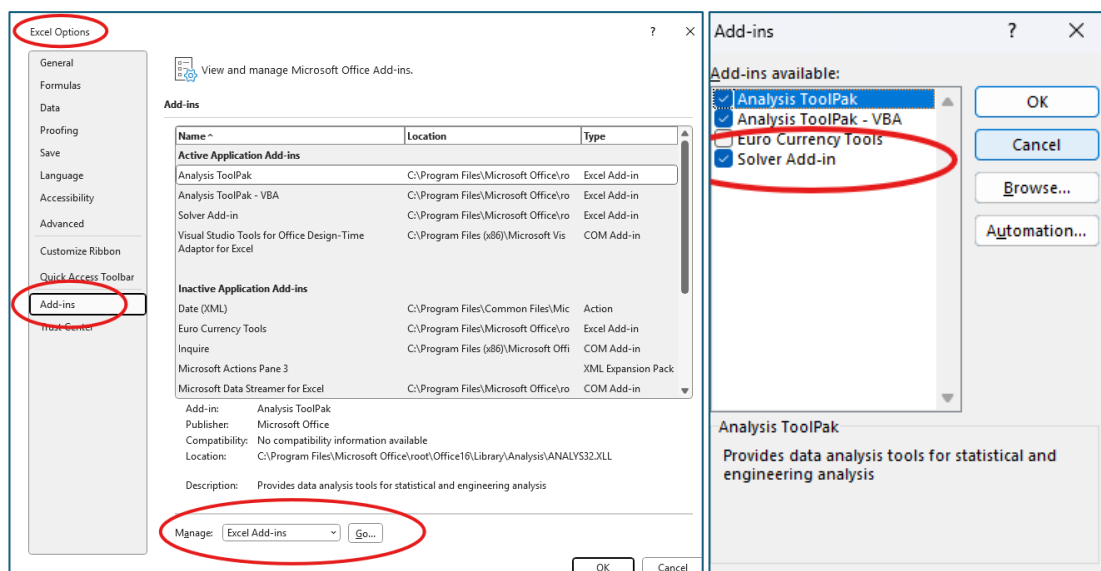 Excel Options
?
General
Formulas
Data
Proofing
Save
Language
Accessibility
Advanced
Customize Ribbon
Quick Access Toolbar
Add-ins
Trust Center
View and manage Microsoft Office Add-ins.
Add-ins
Name Location Type
Active Application Add-ins
Analysis ToolPak C:\Program Files\Microsoft Office\ro Excel Add-in
Analysis ToolPak - VBA C:\Program Files\Microsoft Office\ro Excel Add-in
Solver Add-in C:\Program Files\Microsoft Office\ro Excel Add-in
Visual Studio Tools for Office Design-Time C:\Program Files (x86)\Microsoft Vis COM Add-in
Adaptor for Excel
Inactive Application Add-ins
Date (XML) C:\Program Files\Common Files\Mic Action
Euro Currency Tools C:\Program Files\Microsoft Office\ro Excel Add-in
Inquire C:\Program Files (x86)\Microsoft Offi COM Add-in
Microsoft Actions Pane 3 XML Expansion Pack
Microsoft Data Streamer for Excel C:\Program Files\Microsoft Office\ro COM Add-in
Add-in: Analysis ToolPak
Publisher: Microsoft Office
Compatibility: No compatibility information available
Location: C:\Program Files\Microsoft Office\root\Office16\Library\Analysis\ANALYS32.XLL
Description: Provides data analysis tools for statistical and engineering analysis
Manage: Excel Add-ins Go...
OK Cancel
Add-ins ?
Add-ins available:
Analysis ToolPak
Analysis ToolPak - VBA
Euro Currency Tools
Solver Add-in
OK
Cancel
Browse...
Automation...
Analysis ToolPak
Provides data analysis tools for statistical and
engineering analysis